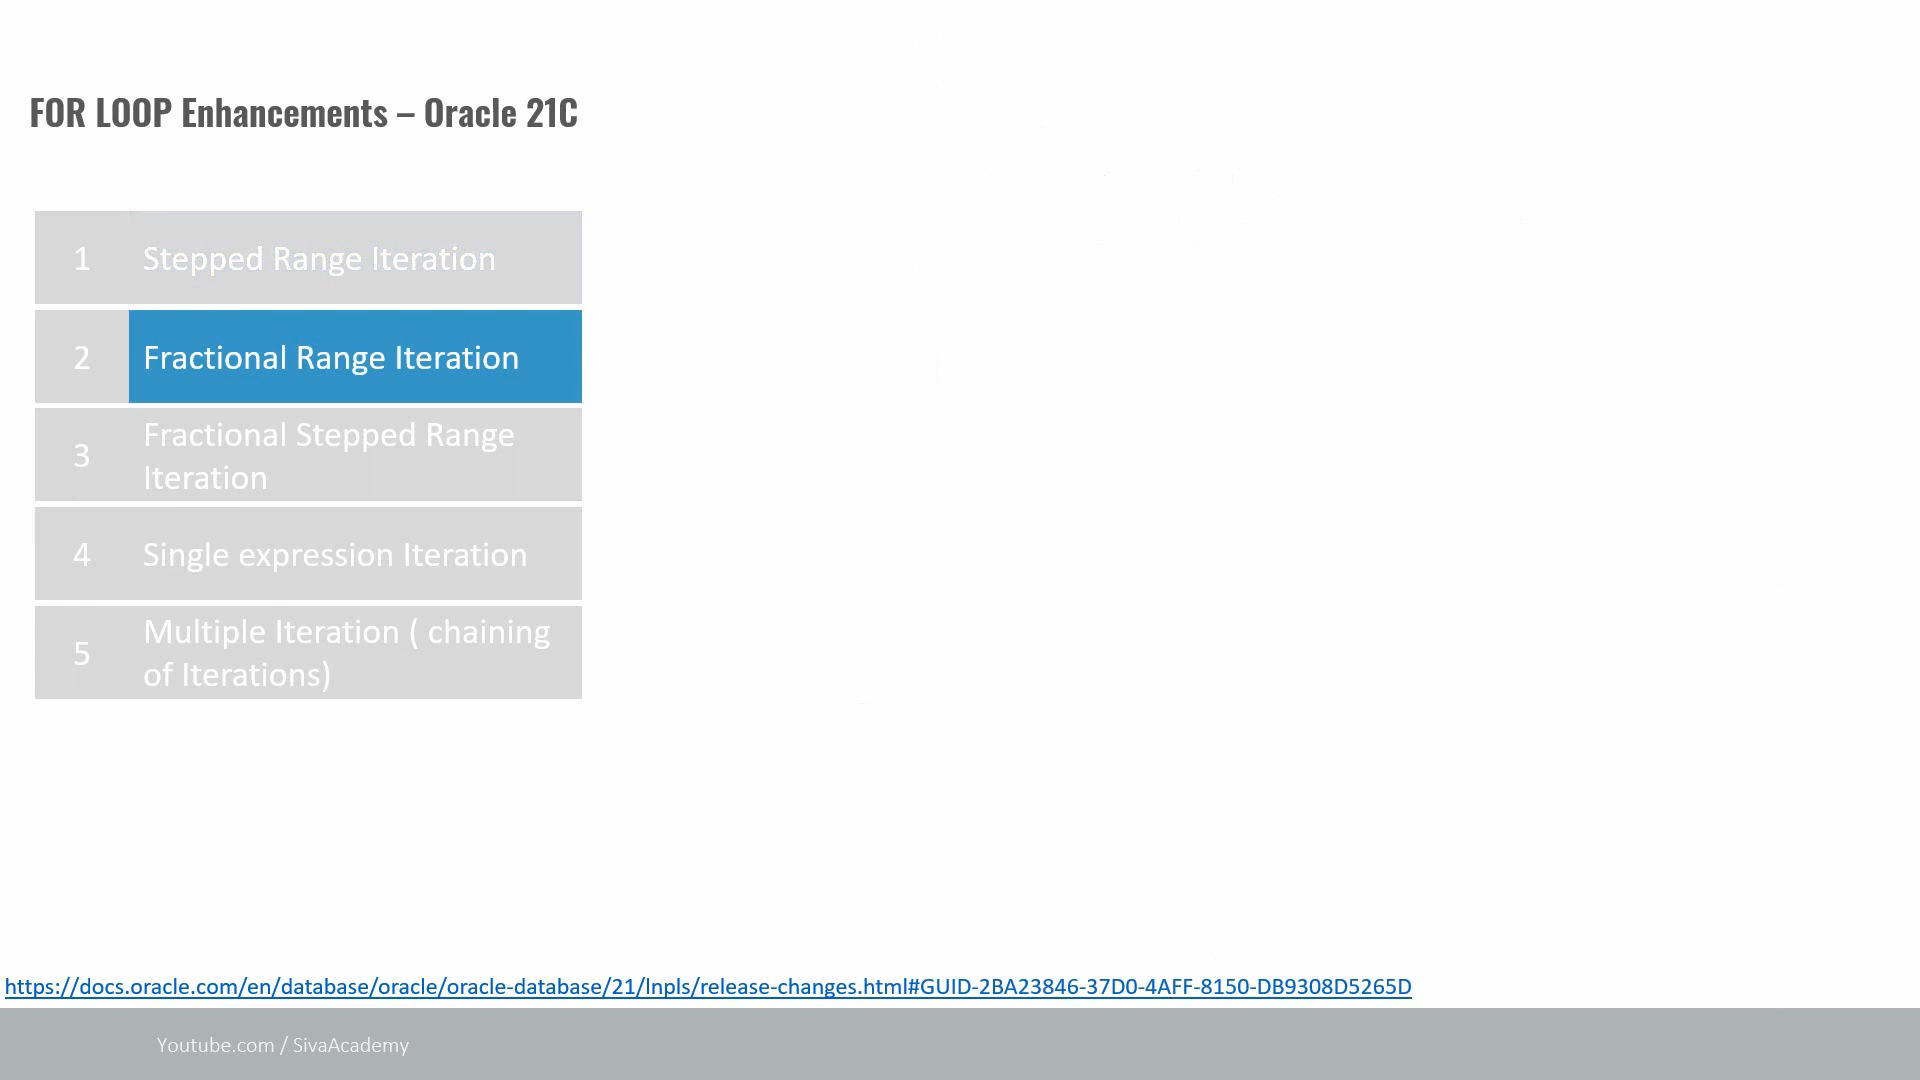 FOR LOOP Enhancements – Oracle 21C
1 Stepped Range Iteration
2 Fractional Range Iteration
3 Fractional Stepped Range
Iteration
4 Single expression Iteration
5 Multiple Iteration ( chaining
of Iterations)
https://docs.oracle.com/en/database/oracle/oracle-database/21/lnpls/release-changes.html#GUID-2BA23846-37D0-4AFF-8150-DB9308D5265D
Youtube.com / SivaAcademy